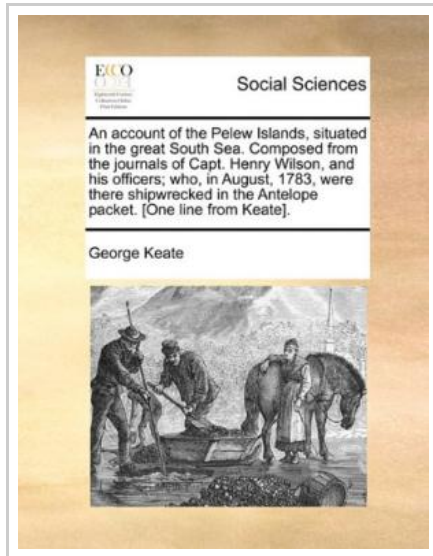 ECCO
Social Sciences
An account of the Pelew Islands, situated
in the great South Sea. Composed from
the journals of Capt. Henry Wilson, and
his officers; who, in August, 1783, were
there shipwrecked in the Antelope
packet. [One line from Keate].
George Keate